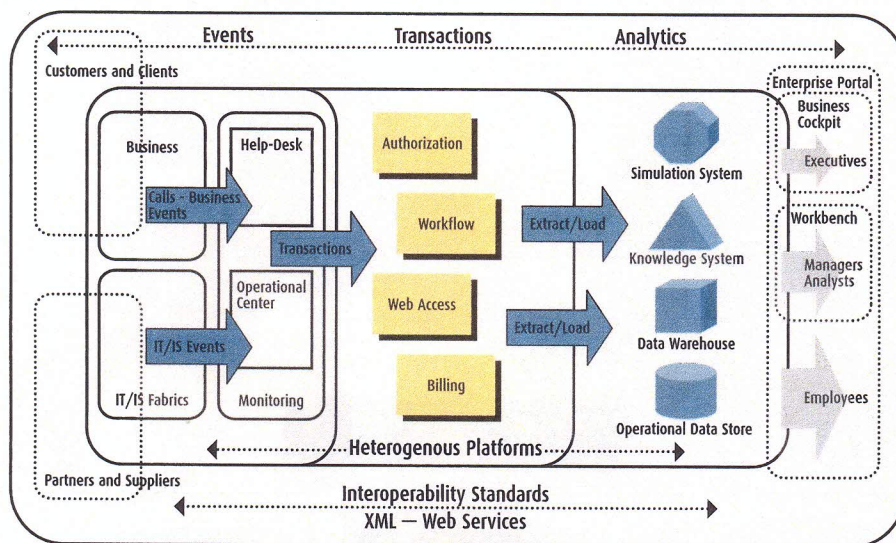 Events
Transactions
Analytics
Customers and Clients
Enterprise Portal
Business
Cockpit
Business
Help-Desk
Authorization
Simulation System
Executives
Calls - Business
Events
Workflow
Extract/Load
Workbench
Transactions
Knowledge System
Managers
Analysts
Operational
Center
Web Access
IT/IS Events
Extract/Load
Data Warehouse
IT/IS Fabrics
Monitoring
Billing
Employees
Operational Data Store
Heterogenous Platforms
Partners and Suppliers
Interoperability Standards
XML — Web Services